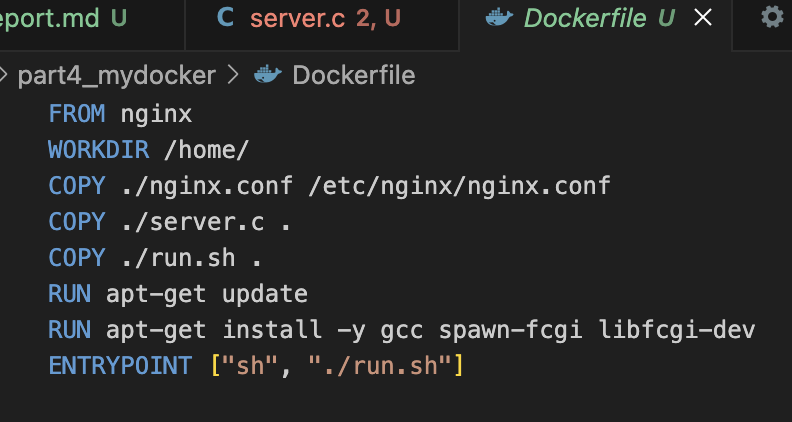 eport.md U
C server.c 2, U
Dockerfile U
part4_mydocker > Dockerfile
FROM nginx
WORKDIR /home/
COPY ./nginx.conf /etc/nginx/nginx.conf
COPY ./server.c .
COPY ./run.sh .
RUN apt-get update
RUN apt-get install -y gcc spawn-fcgi libfcgi-dev
ENTRYPOINT ["sh", "./run.sh"]